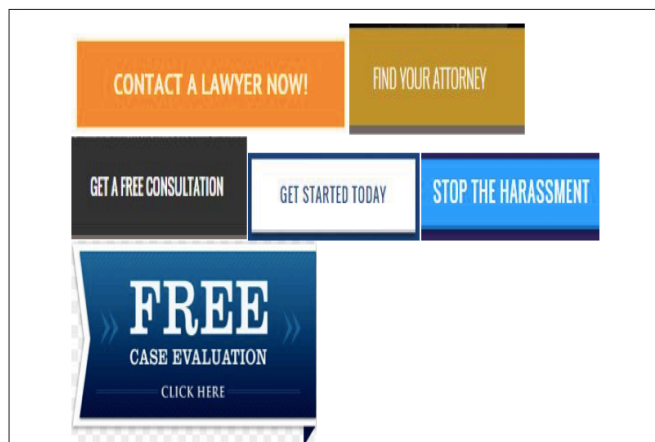 CONTACT A LAWYER NOW!
FIND YOUR ATTORNEY
GET A FREE CONSULTATION
GET STARTED TODAY
STOP THE HARASSMENT
FREE
CASE EVALUATION
CLICK HERE